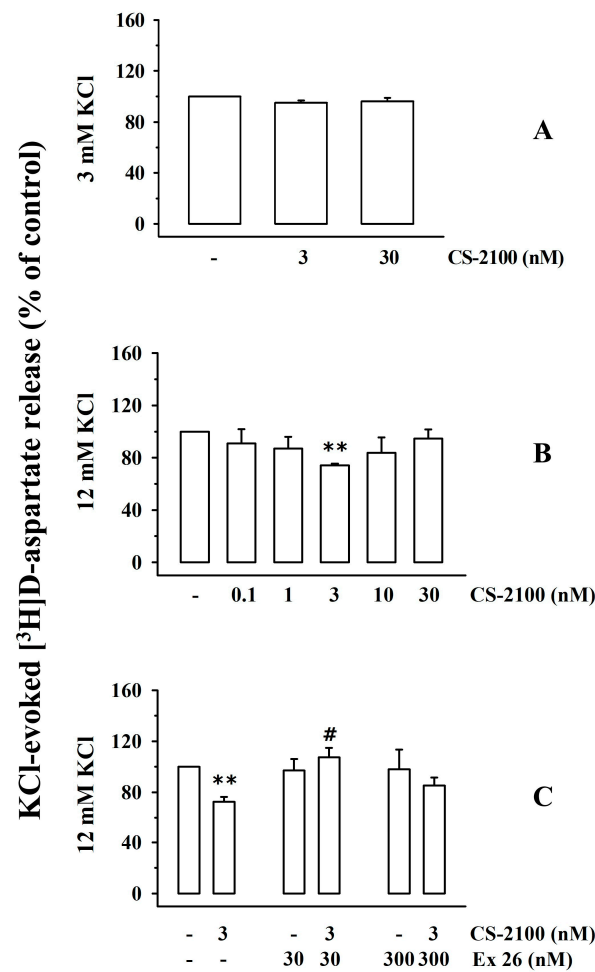 KCl-evoked [³H]D-aspartate release (% of control)
3 mM KCl
160
120
80
40
0
A
- 3 30 CS-2100 (nM)
12 mM KCl
160
120
80
40
0
**
B
- 0.1 1 3 10 30 CS-2100 (nM)
12 mM KCl
160
120
80
40
0
**
#
C
- 3 - 3 - 3 CS-2100 (nM)
- - 30 30 300 300 Ex 26 (nM)